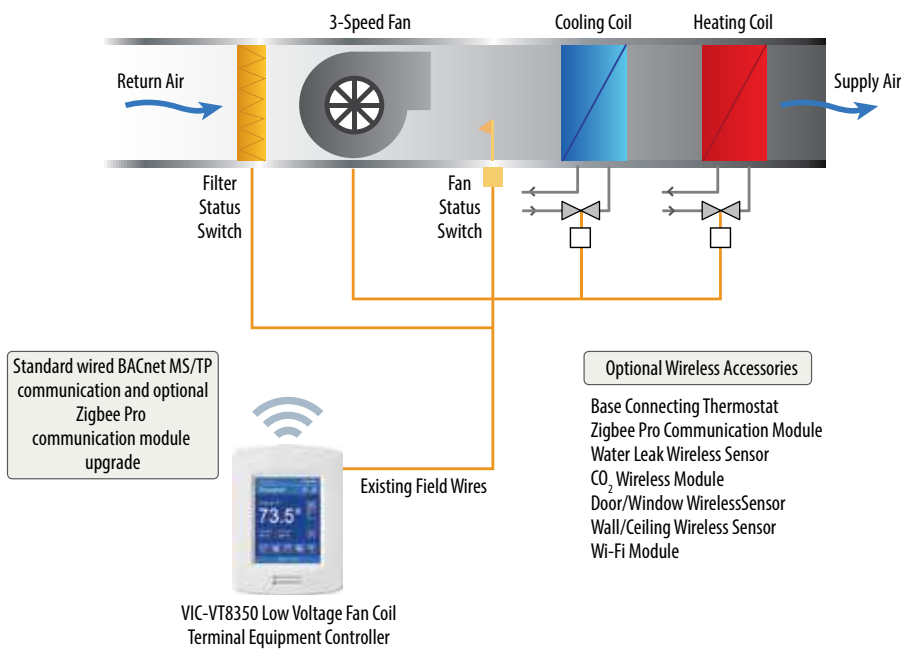 3-Speed Fan
Cooling Coil
Heating Coil
Return Air
Supply Air
Filter
Status
Switch
Fan
Status
Switch
Standard wired BACnet MS/TP
communication and optional
Zigbee Pro
communication module
upgrade
Optional Wireless Accessories
Base Connecting Thermostat
Zigbee Pro Communication Module
Water Leak Wireless Sensor
CO₂ Wireless Module
Door/Window WirelessSensor
Wall/Ceiling Wireless Sensor
Wi-Fi Module
Existing Field Wires
73.5°
VIC-VT8350 Low Voltage Fan Coil
Terminal Equipment Controller